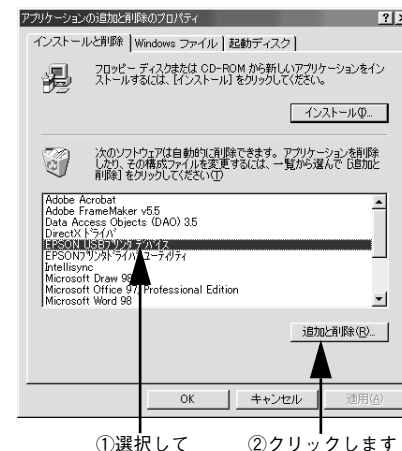 アプリケーションの追加と削除のプロパティ
インストールと削除 Windows ファイル 起動ディスク
フロッピー ディスクまたは CD-ROM から新しいアプリケーションをイン
ストールするには、[インストール] をクリックしてください。
インストール(I)...
次のソフトウェアは自動的に削除できます。アプリケーションを削除
したり、その構成ファイルを変更するには、一覧から選んで [追加と
削除] をクリックしてください(T)
Adobe Acrobat
Adobe FrameMaker v5.5
Data Access Objects (DAO) 3.5
DirectX ドライバ
EPSON USBプリンタ デバイス
EPSONプリンタドライバ・ユーティリティ
Intellisync
Microsoft Draw 98
Microsoft Office 97, Professional Edition
Microsoft Word 98
追加と削除(R)...
OK キャンセル 適用(A)
①選択して ②クリックします